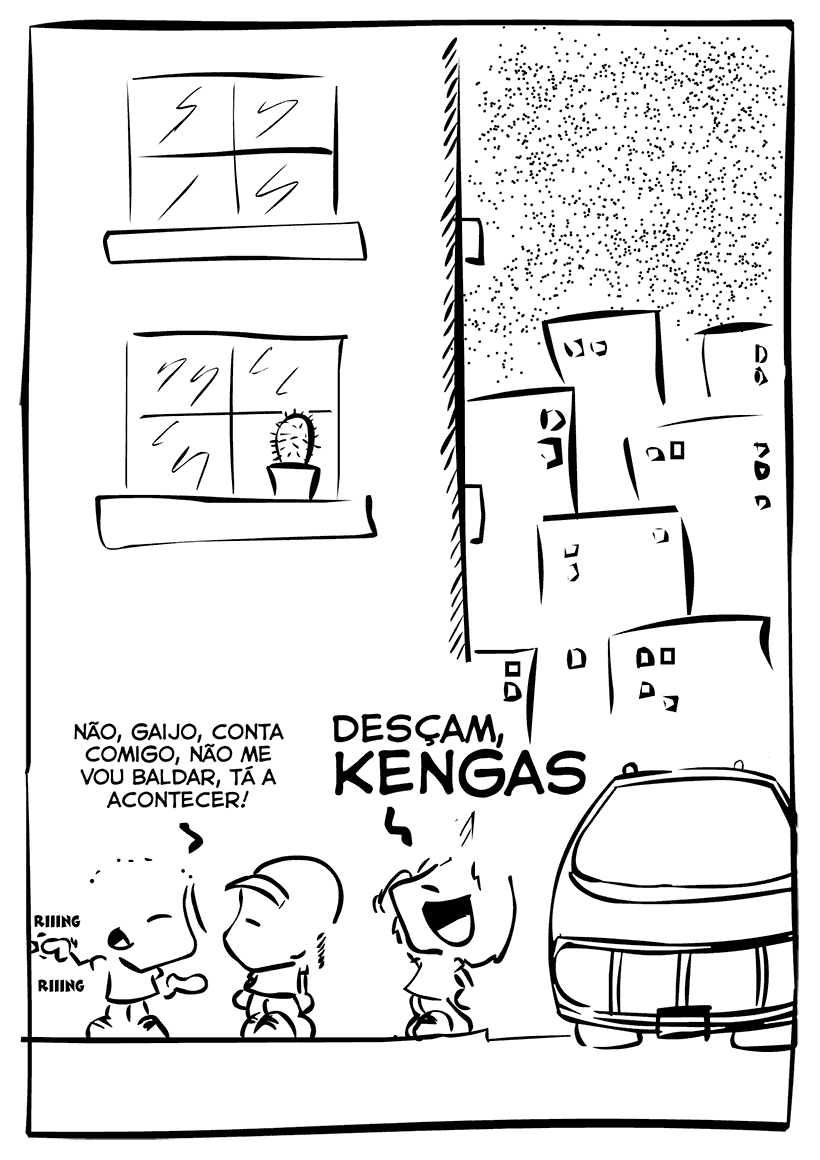 NÃO, GAIJO, CONTA
COMIGO, NÃO ME
VOU BALDAR, TÁ A
ACONTECER!
DESÇAM,
KENGAS
RIIING
RIIING